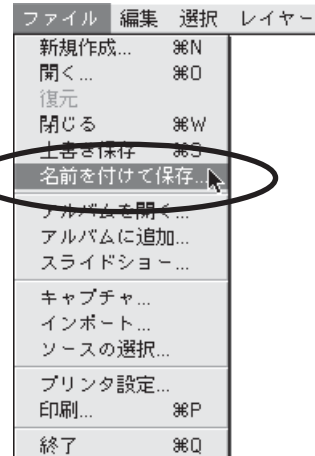 ファイル 編集 選択 レイヤー
新規作成... ⌘N
開く... ⌘O
復元
閉じる ⌘W
上書き保存 ⌘S
名前を付けて保存...
アルバムを開く...
アルバムに追加...
スライドショー...
キャプチャ...
インポート...
ソースの選択...
プリンタ設定...
印刷... ⌘P
終了 ⌘Q